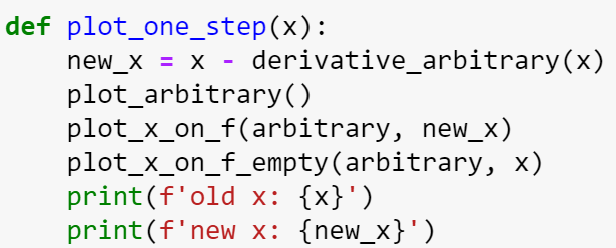 def plot_one_step(x):
    new_x = x - derivative_arbitrary(x)
    plot_arbitrary()
    plot_x_on_f(arbitrary, new_x)
    plot_x_on_f_empty(arbitrary, x)
    print(f'old x: {x}')
    print(f'new x: {new_x}')